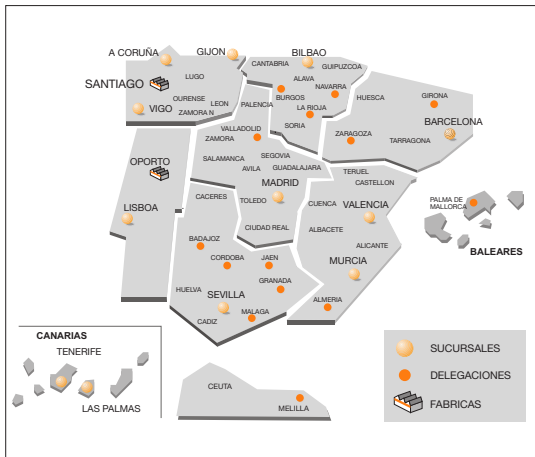 A CORUÑA
GIJON
BILBAO
CANTABRIA
GUIPUZCOA
LUGO
ALAVA
SANTIAGO
NAVARRA
GIRONA
OURENSE
LEON
PALENCIA
BURGOS
HUESCA
VIGO
ZAMORA N
LA RIOJA
BARCELONA
VALLADOLID
SORIA
ZAMORA
ZARAGOZA
TARRAGONA
OPORTO
SALAMANCA
SEGOVIA
AVILA
GUADALAJARA
TERUEL
MADRID
CASTELLON
CACERES
TOLEDO
CUENCA
VALENCIA
PALMA DE
MALLORCA
LISBOA
CIUDAD REAL
ALBACETE
BADAJOZ
ALICANTE
BALEARES
CORDOBA
JAEN
MURCIA
GRANADA
HUELVA
SEVILLA
ALMERIA
MALAGA
CADIZ
CANARIAS
TENERIFE
LAS PALMAS
CEUTA
MELILLA
SUCURSALES
DELEGACIONES
FABRICAS